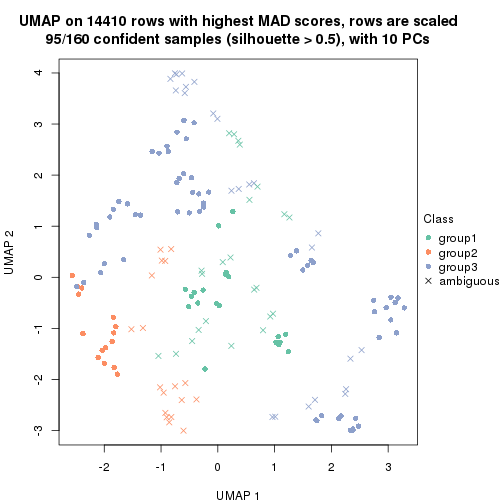 UMAP on 14410 rows with highest MAD scores, rows are scaled
95/160 confident samples (silhouette > 0.5), with 10 PCs
4
3
2
1
0
-1
-2
-3
UMAP 2
-2
-1
0
1
2
3
UMAP 1
Class
group1
group2
group3
ambiguous